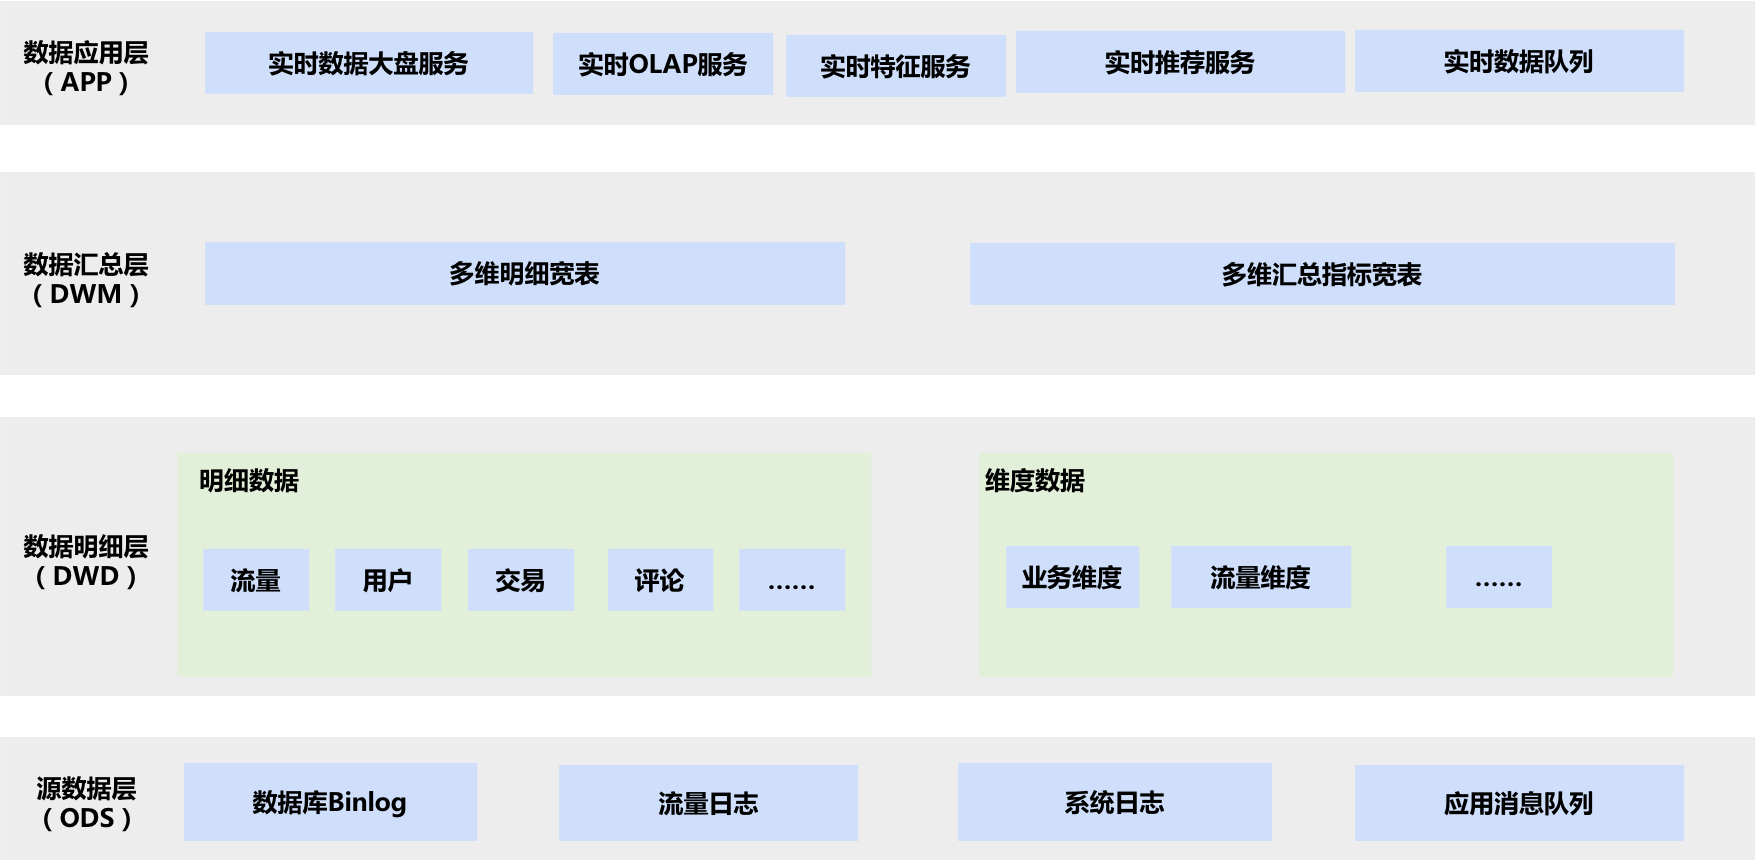 数据应用层
（APP）
实时数据大盘服务
实时OLAP服务
实时特征服务
实时推荐服务
实时数据队列
数据汇总层
（DWM）
多维明细宽表
多维汇总指标宽表
数据明细层
（DWD）
明细数据
流量
用户
交易
评论
......
维度数据
业务维度
流量维度
......
源数据层
（ODS）
数据库Binlog
流量日志
系统日志
应用消息队列